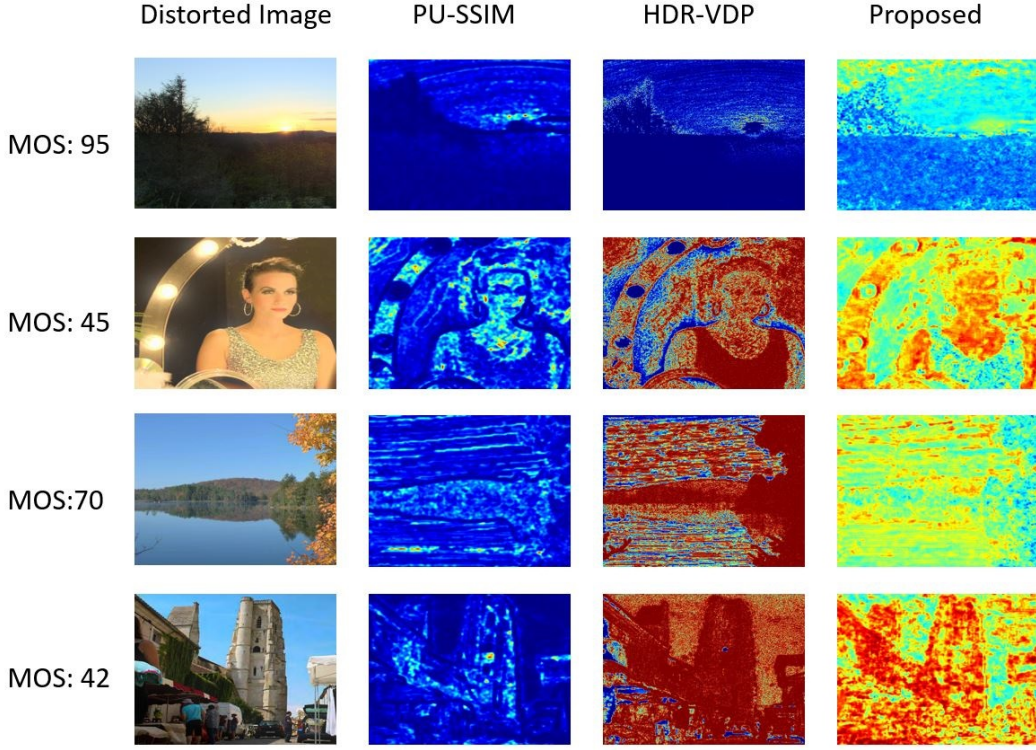 Distorted Image PU-SSIM HDR-VDP Proposed
MOS: 95
MOS: 45
MOS:70
MOS: 42